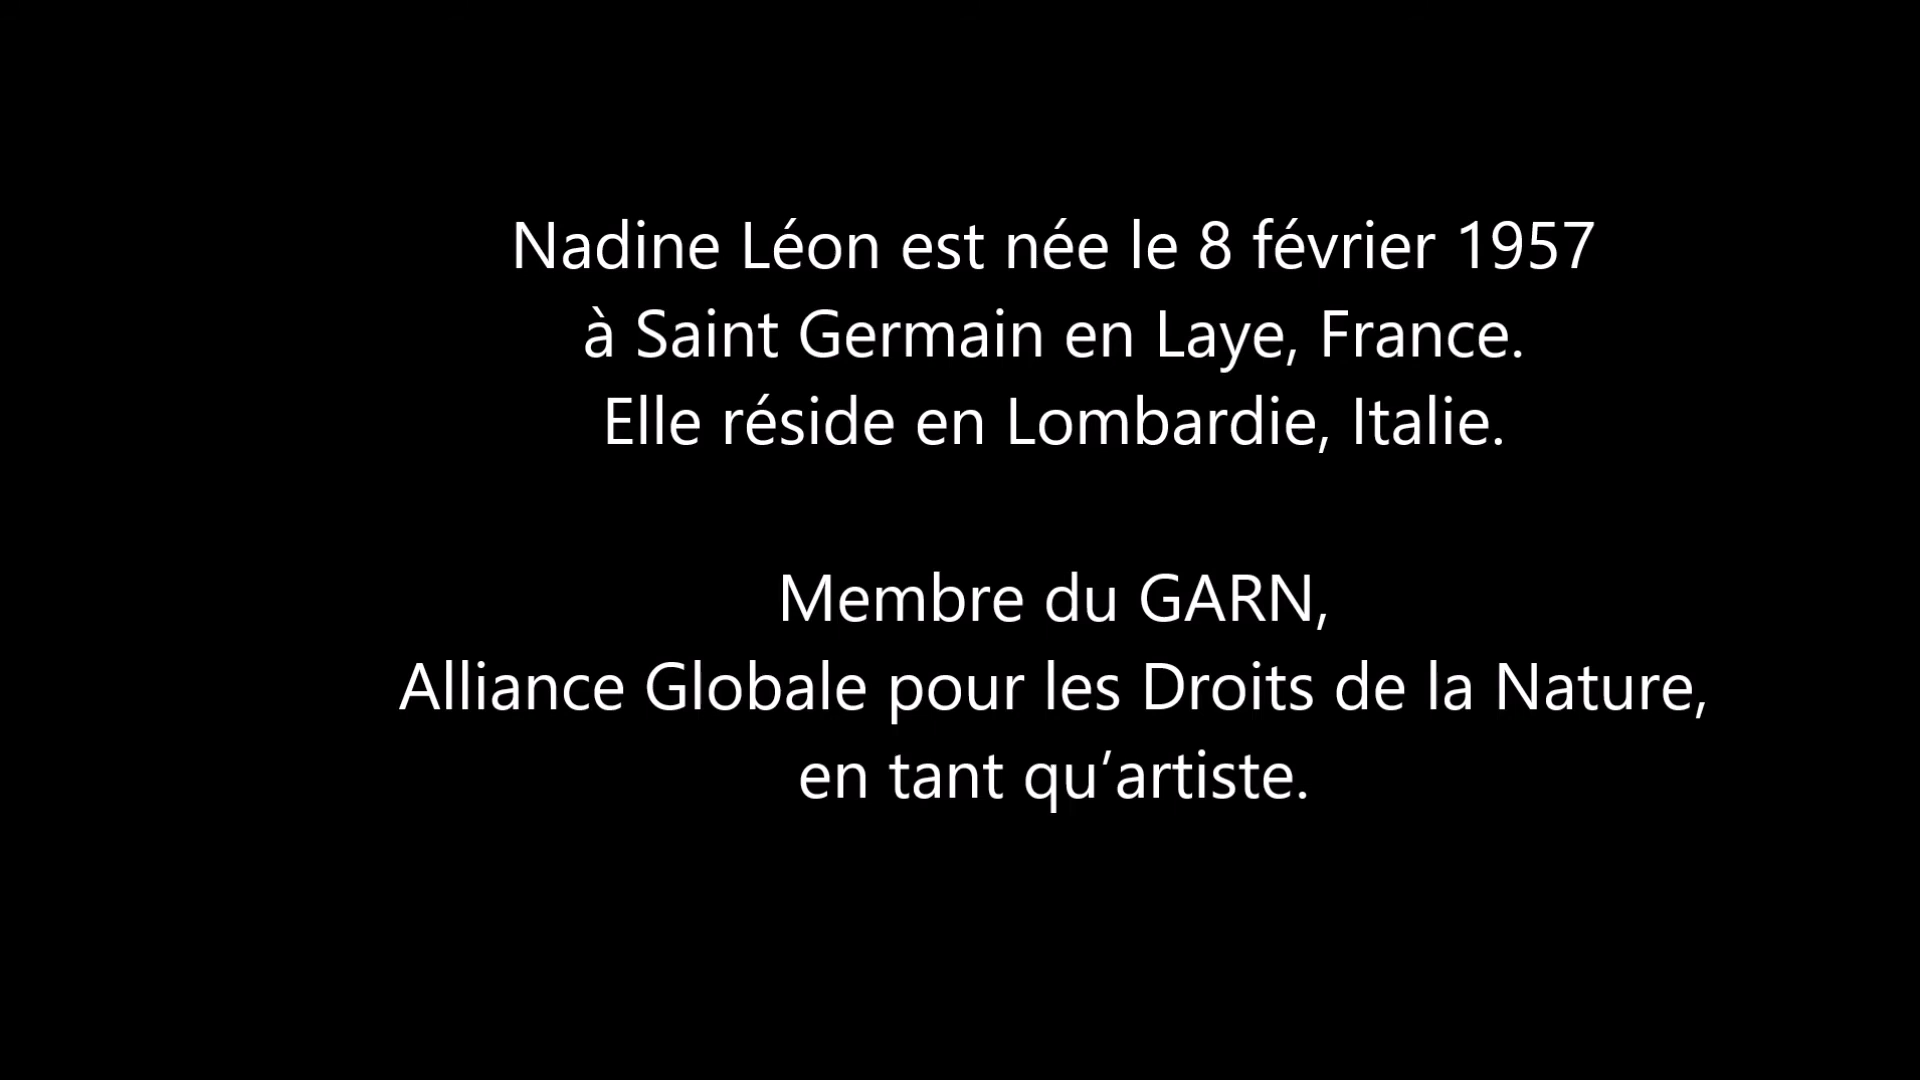 Nadine Léon est née le 8 février 1957
à Saint Germain en Laye, France.
Elle réside en Lombardie, Italie.
Membre du GARN,
Alliance Globale pour les Droits de la Nature,
en tant qu’artiste.